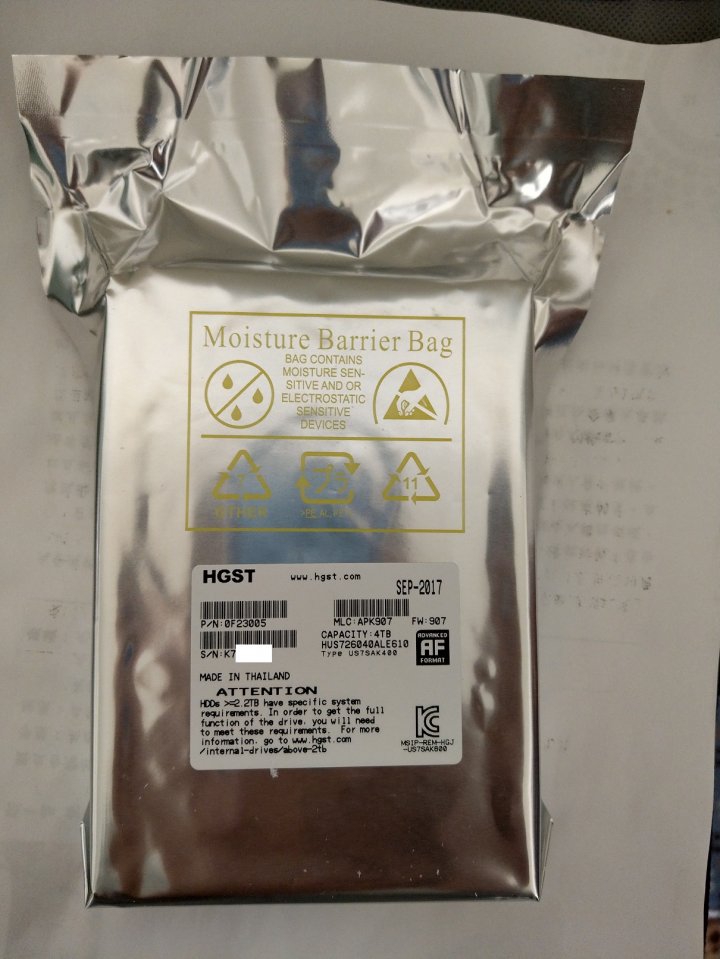 Moisture Barrier Bag
BAG CONTAINS
MOISTURE SEN-
SITIVE AND OR
ELECTROSTATIC
SENSITIVE
DEVICES
7
11
OTHER
HGST
www.hgst.com
SEP-2017
P/N:0F23005
MLC:APK907
FW:907
S/N:K7
CAPACITY:4TB
HUS726040ALE610
Type US7SAK400
ADVANCED
AF
FORMAT
MADE IN THAILAND
ATTENTION
HDDs >=2.2TB have specific system
requirements. In order to get the full
function of the drive, you will need
to meet these requirements. For more
information, go to www.hgst.com
/internal-drives/above-2tb
MSIP-REM-HGJ
-US7SAK600